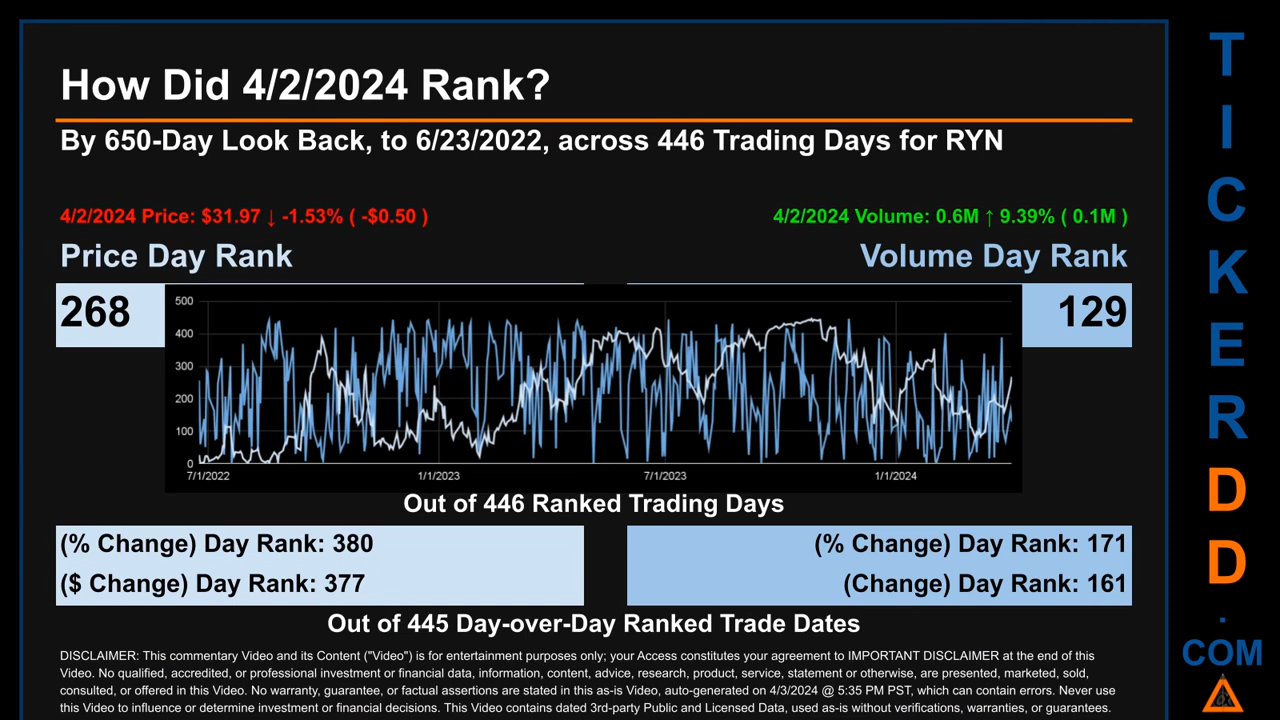 How Did 4/2/2024 Rank?
By 650-Day Look Back, to 6/23/2022, across 446 Trading Days for RYN
4/2/2024 Price: $31.97 ↓ -1.53% ( -$0.50 )
4/2/2024 Volume: 0.6M ↑ 9.39% ( 0.1M )
Price Day Rank
Volume Day Rank
268
129
500
400
300
200
100
0
7/1/2022
1/1/2023
7/1/2023
1/1/2024
Out of 446 Ranked Trading Days
(% Change) Day Rank: 380
($ Change) Day Rank: 377
(% Change) Day Rank: 171
(Change) Day Rank: 161
Out of 445 Day-over-Day Ranked Trade Dates
DISCLAIMER: This commentary Video and its Content ("Video") is for entertainment purposes only; your Access constitutes your agreement to IMPORTANT DISCLAIMER at the end of this
Video. No qualified, accredited, or professional investment or financial data, information, content, advice, research, product, service, statement or otherwise, are presented, marketed, sold,
consulted, or offered in this Video. No warranty, guarantee, or factual assertions are stated in this as-is Video, auto-generated on 4/3/2024 @ 5:35 PM PST, which can contain errors. Never use
this Video to influence or determine investment or financial decisions. This Video contains dated 3rd-party Public and Licensed Data, used as-is without verifications, warranties, or guarantees.
T
I
C
K
E
R
D
D
.
COM